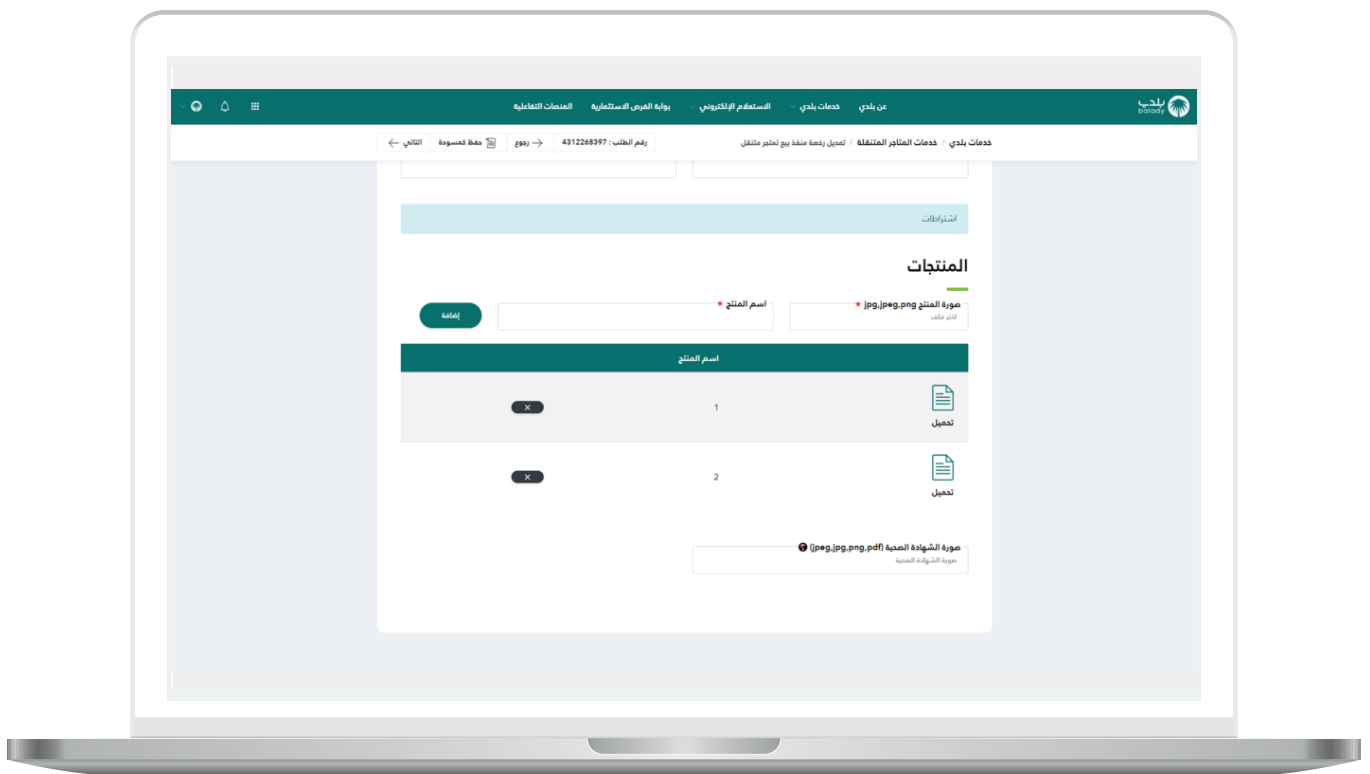 بلدي
balady
عن بلدي
خدمات بلدي
الاستعلام الإلكتروني
بوابة الفرص الاستثمارية
المنصات التفاعلية
خدمات بلدي / خدمات المتاجر المتنقلة / تعديل رخصة منفذ بيع لمتجر متنقل
رقم الطلب : 4312268397
رجوع
حفظ كمسودة
التالي
اشتراطات
المنتجات
صورة المنتج jpg,jpeg,png *
اختر ملف
اسم المنتج *
إضافة
اسم المنتج
تحميل
1
تحميل
2
صورة الشهادة الصحية (jpeg,jpg,png,pdf)
صورة الشهادة الصحية